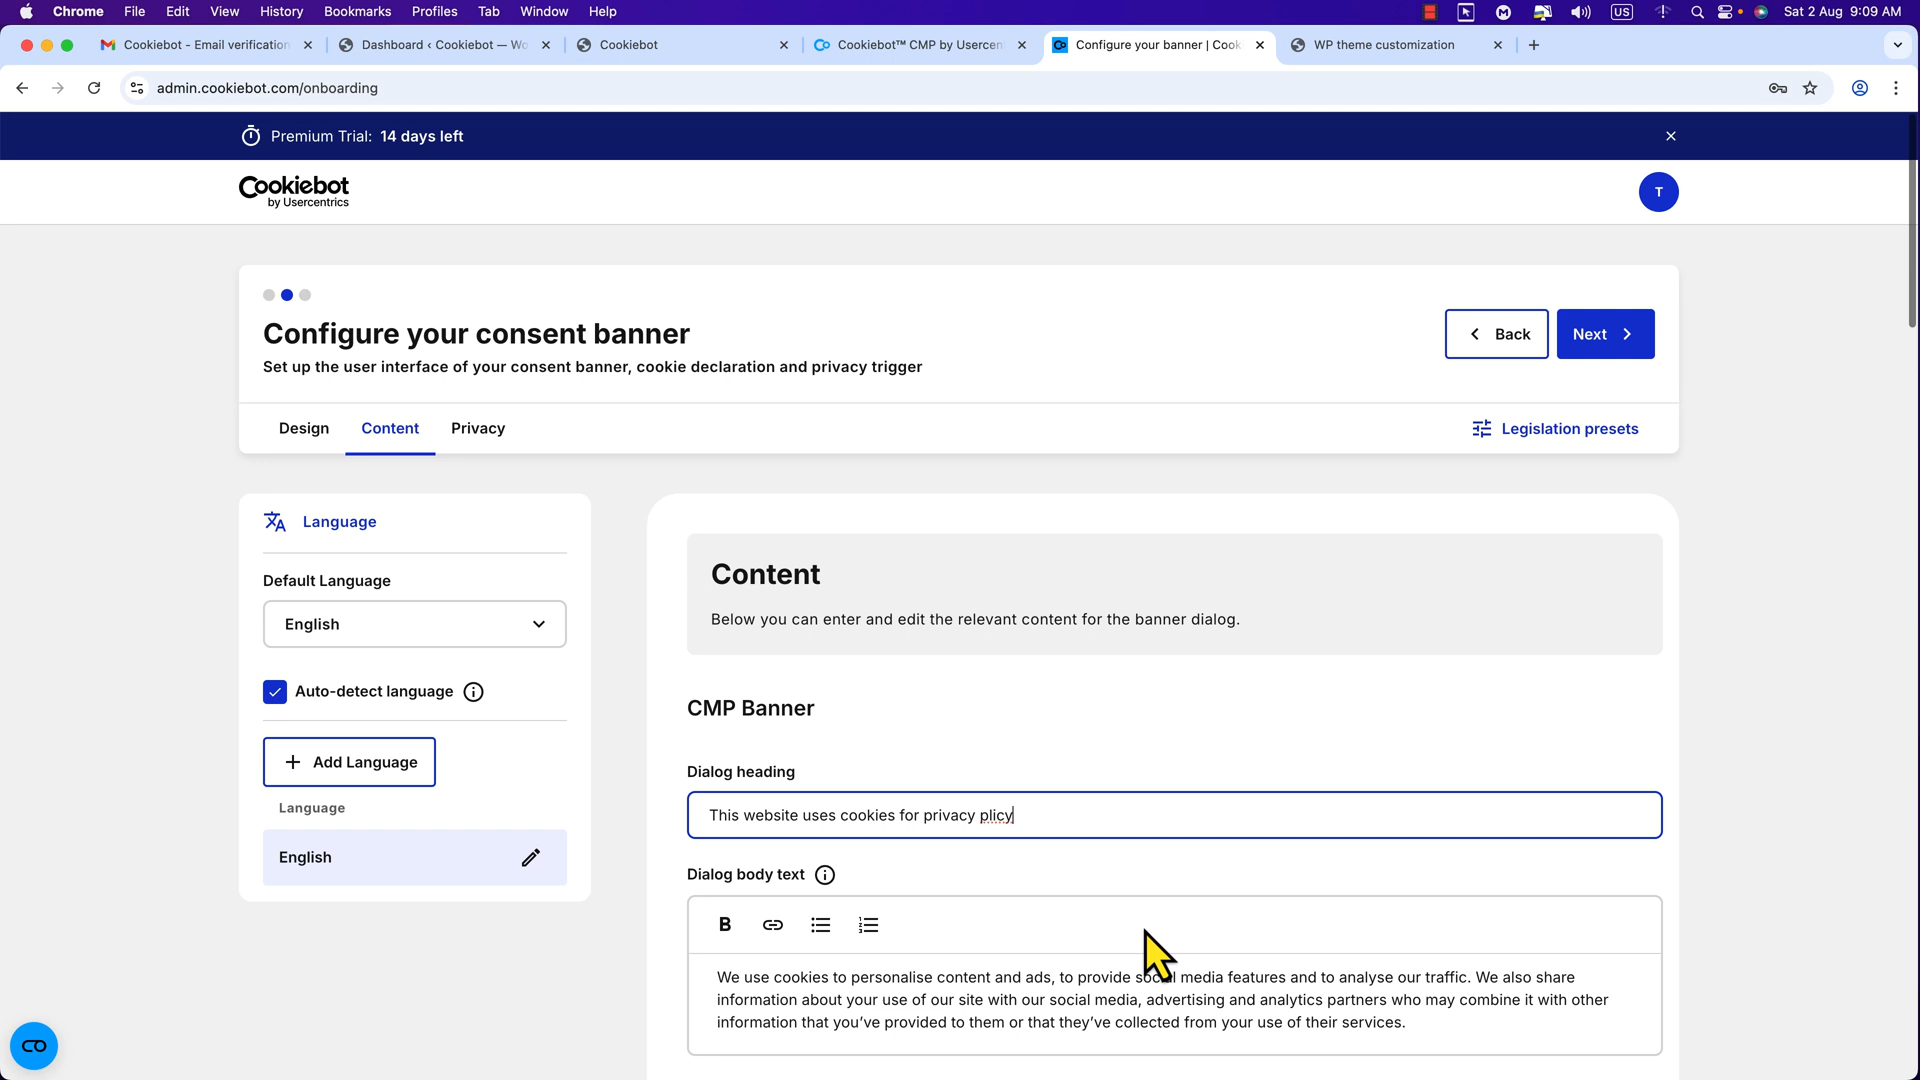 Chrome File Edit View History Bookmarks Profiles Tab Window Help US Sat 2 Aug 9:09 AM
Cookiebot - Email verification Dashboard ‹ Cookiebot — Wo Cookiebot Cookiebot™ CMP by Usercen Configure your banner | Cook WP theme customization
admin.cookiebot.com/onboarding
Premium Trial: 14 days left
Cookiebot
by Usercentrics
T
Configure your consent banner
Set up the user interface of your consent banner, cookie declaration and privacy trigger
Back
Next
Design Content Privacy
Legislation presets
Language
Default Language
English
Auto-detect language
Add Language
Language
English
Content
Below you can enter and edit the relevant content for the banner dialog.
CMP Banner
Dialog heading
This website uses cookies for privacy plicy
Dialog body text
B
We use cookies to personalise content and ads, to provide social media features and to analyse our traffic. We also share
information about your use of our site with our social media, advertising and analytics partners who may combine it with other
information that you’ve provided to them or that they’ve collected from your use of their services.